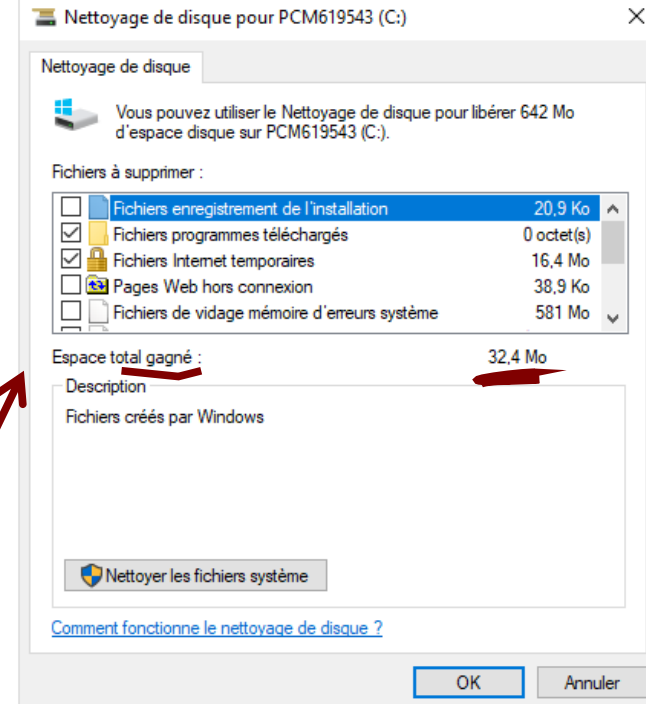 Nettoyage de disque pour PCM619543 (C:)
Nettoyage de disque
Vous pouvez utiliser le Nettoyage de disque pour libérer 642 Mo
d'espace disque sur PCM619543 (C:).
Fichiers à supprimer :
Fichiers enregistrement de l'installation 20,9 Ko
Fichiers programmes téléchargés 0 octet(s)
Fichiers Internet temporaires 16,4 Mo
Pages Web hors connexion 38,9 Ko
Fichiers de vidage mémoire d'erreurs système 581 Mo
Espace total gagné : 32,4 Mo
Description
Fichiers créés par Windows
Nettoyer les fichiers système
Comment fonctionne le nettoyage de disque ?
OK Annuler